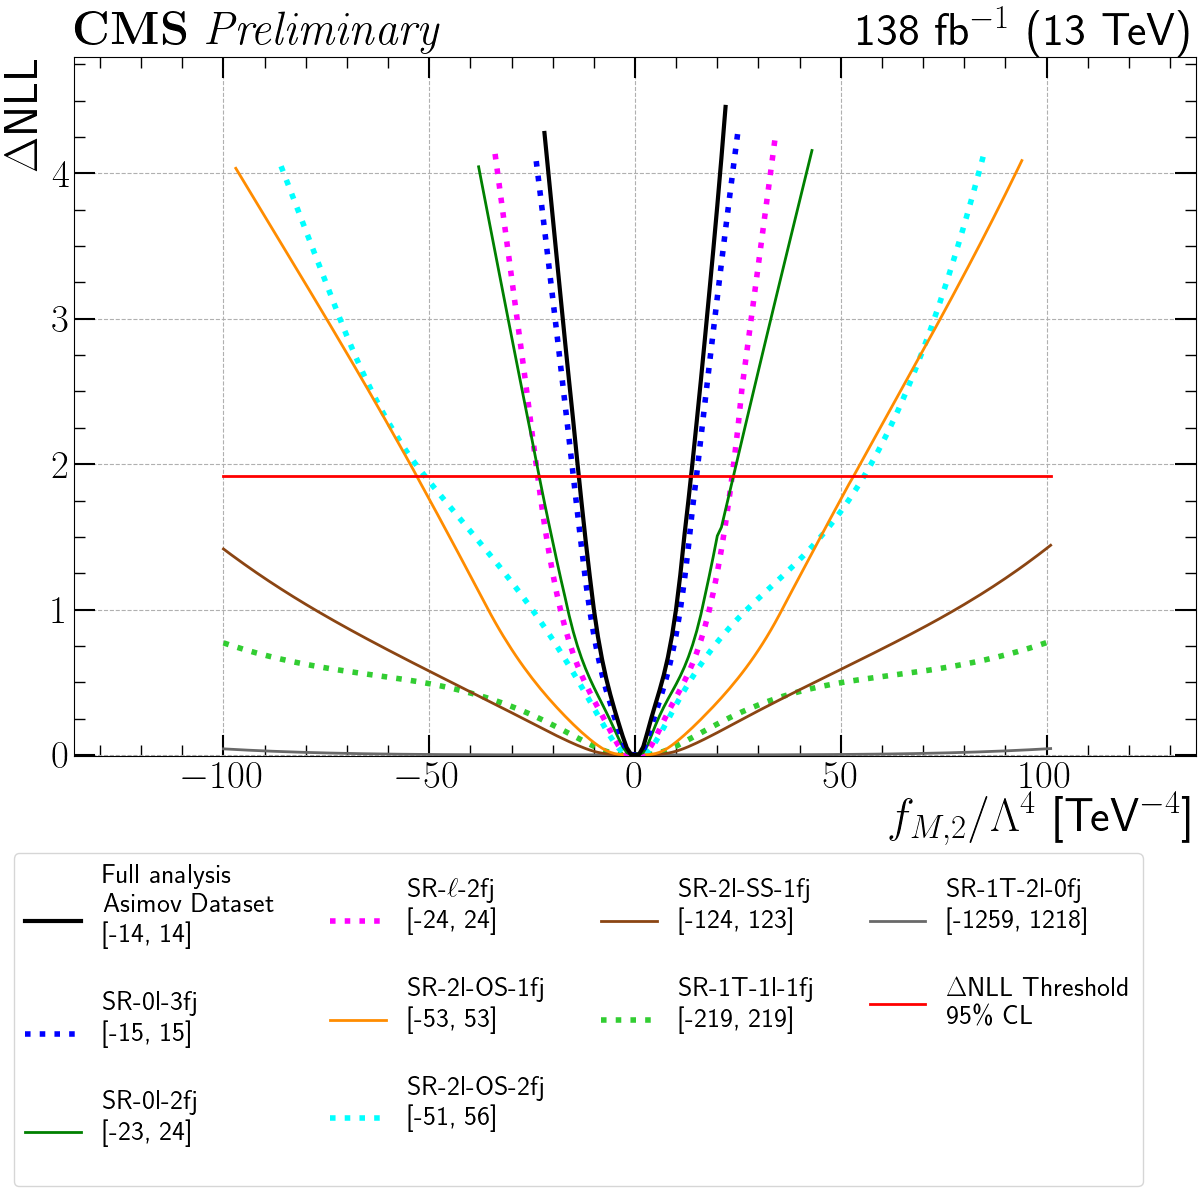 CMS Preliminary 138 fb⁻¹ (13 TeV)
ΔNLL
4
3
2
1
0
−100 −50 0 50 100
f_{M,2}/Λ⁴ [TeV⁻⁴]
Full analysis
Asimov Dataset
[-14, 14]
SR-0l-3fj
[-15, 15]
SR-0l-2fj
[-23, 24]
SR-ℓ-2fj
[-24, 24]
SR-2l-OS-1fj
[-53, 53]
SR-2l-OS-2fj
[-51, 56]
SR-2l-SS-1fj
[-124, 123]
SR-1T-1l-1fj
[-219, 219]
SR-1T-2l-0fj
[-1259, 1218]
ΔNLL Threshold
95% CL